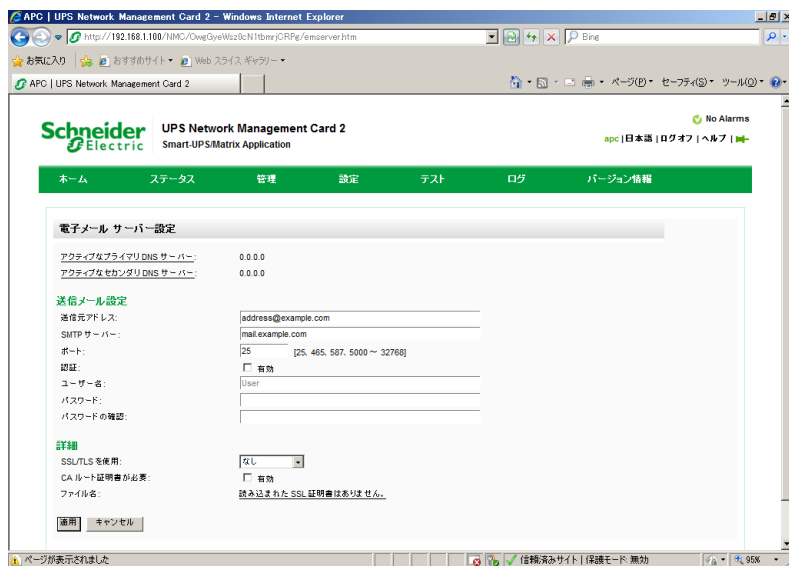 APC | UPS Network Management Card 2 - Windows Internet Explorer
http://192.168.1.100/NMC/OwgGyeWsz0cN1tbmrjCRPg/emserver.htm
Bing
お気に入り おすすめサイト Web スライス ギャラリー
APC | UPS Network Management Card 2
ページ(P) セーフティ(S) ツール(O)
No Alarms
Schneider Electric
UPS Network Management Card 2
Smart-UPS/Matrix Application
apc | 日本語 | ログオフ | ヘルプ |
ホーム ステータス 管理 設定 テスト ログ バージョン情報
電子メール サーバー設定
アクティブなプライマリ DNS サーバー: 0.0.0.0
アクティブなセカンダリ DNS サーバー: 0.0.0.0
送信メール設定
送信元アドレス: address@example.com
SMTP サーバー: mail.example.com
ポート: 25 [25, 465, 587, 5000 ～ 32768]
認証: 有効
ユーザー名: User
パスワード:
パスワードの確認:
詳細
SSL/TLS を使用: なし
CA ルート証明書が必要: 有効
ファイル名: 読み込まれた SSL 証明書はありません。
適用 キャンセル
ページが表示されました 信頼済みサイト | 保護モード: 無効 95%